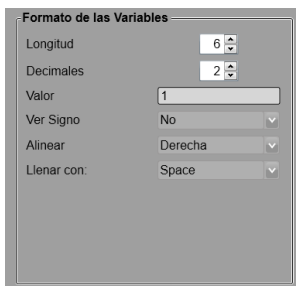 Formato de las Variables
Longitud 6
Decimales 2
Valor 1
Ver Signo No
Alinear Derecha
Llenar con: Space